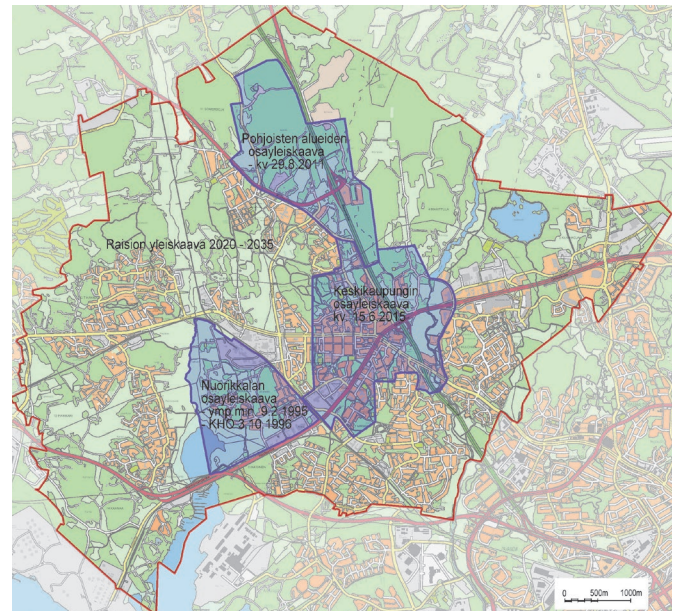 Pohjoisten alueiden
osayleiskaava
- kv 29.8.2011
Raision yleiskaava 2020 - 2035
Keskikaupungin
osayleiskaava
kv. 15.6.2015
Nuorikkalan
osayleiskaava
- ymp.min. 9.2.1995
- KHO 3.10.1996
0 500m 1000m